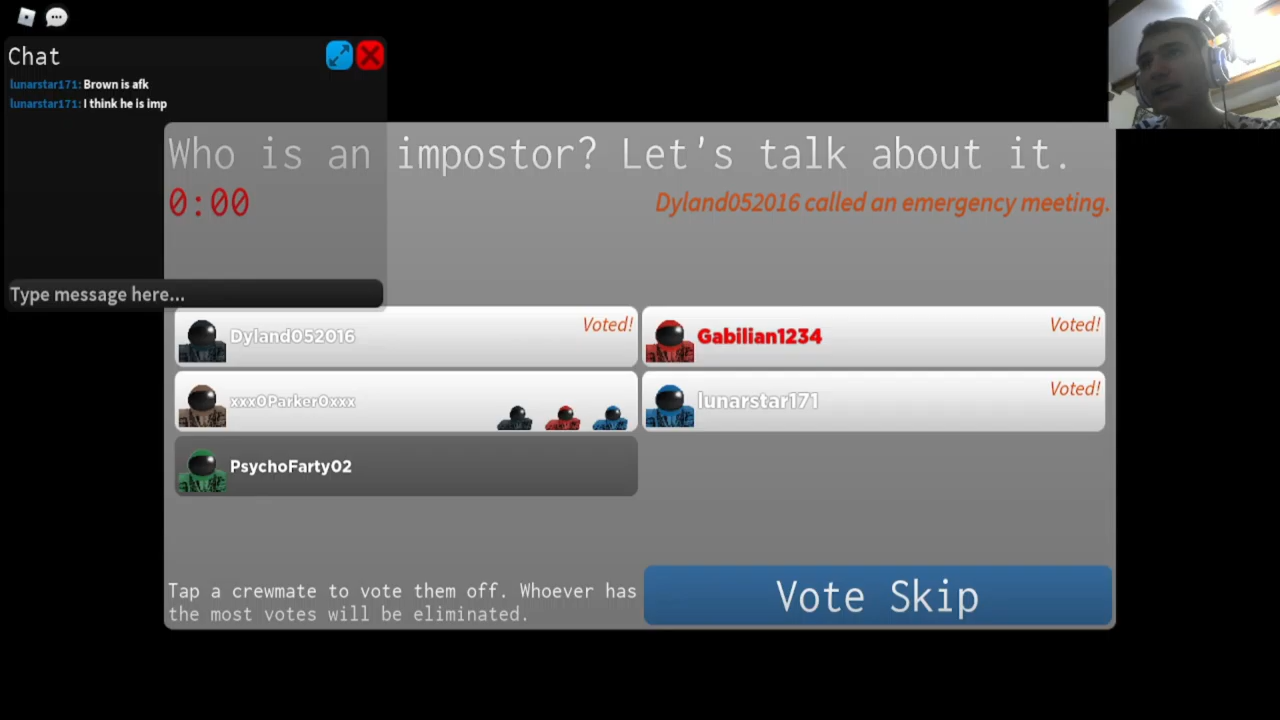 Chat
lunarstar171: Brown is afk
lunarstar171: I think he is imp
Type message here...
Who is an impostor? Let's talk about it.
0:00
Dyland052016 called an emergency meeting.
Dyland052016
Voted!
Gabilian1234
Voted!
xxx0Parker0xxx
lunarstar171
Voted!
PsychoFarty02
Tap a crewmate to vote them off. Whoever has
the most votes will be eliminated.
Vote Skip